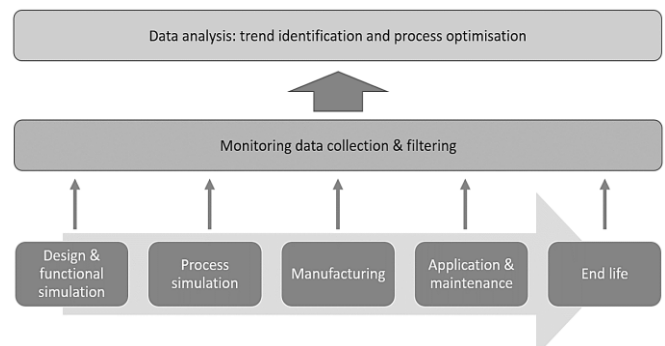 Data analysis: trend identification and process optimisation
Monitoring data collection & filtering
Design &
functional
simulation
Process
simulation
Manufacturing
Application &
maintenance
End life